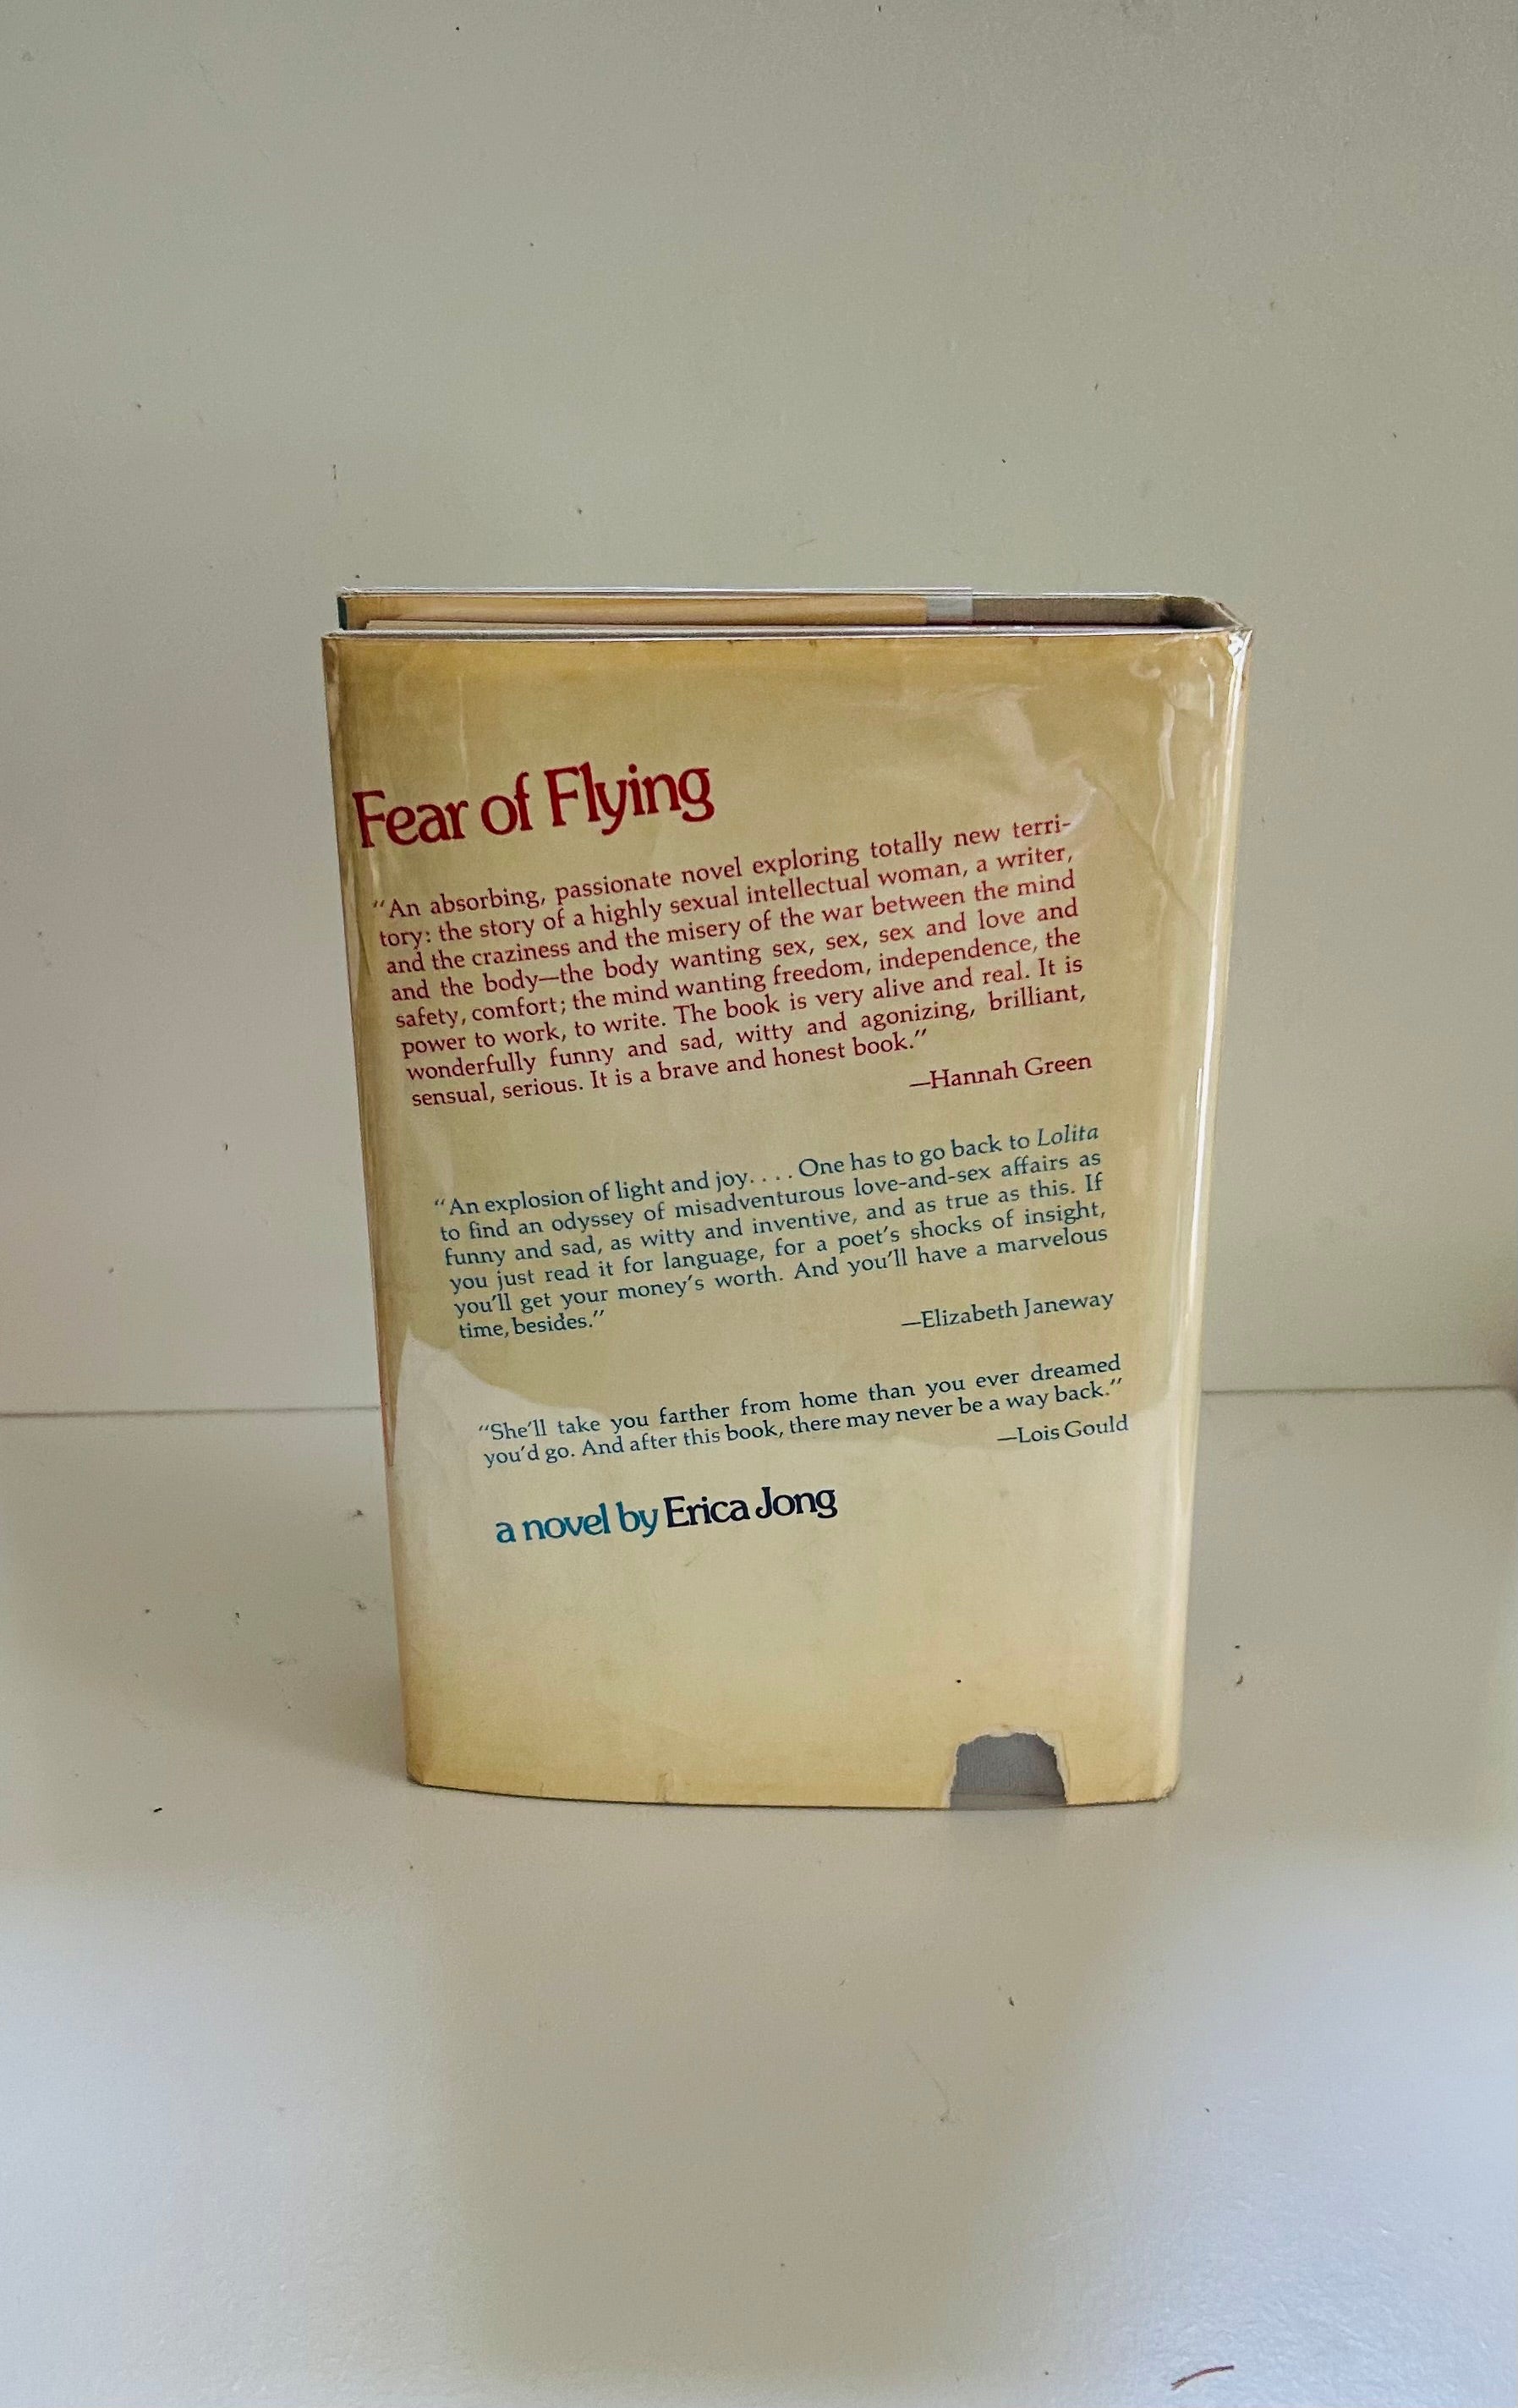 Fear of Flying
“An absorbing, passionate novel exploring totally new terri-
tory: the story of a highly sexual intellectual woman, a writer,
and the craziness and the misery of the war between the mind
and the body—the body wanting sex, sex, sex and love and
safety, comfort; the mind wanting freedom, independence, the
power to work, to write. The book is very alive and real. It is
wonderfully funny and sad, witty and agonizing, brilliant,
sensual, serious. It is a brave and honest book.”
—Hannah Green
“An explosion of light and joy. . . . One has to go back to Lolita
to find an odyssey of misadventurous love-and-sex affairs as
funny and sad, as witty and inventive, and as true as this. If
you just read it for language, for a poet’s shocks of insight,
you’ll get your money’s worth. And you’ll have a marvelous
time, besides.”
—Elizabeth Janeway
“She’ll take you farther from home than you ever dreamed
you’d go. And after this book, there may never be a way back.”
—Lois Gould
a novel by Erica Jong